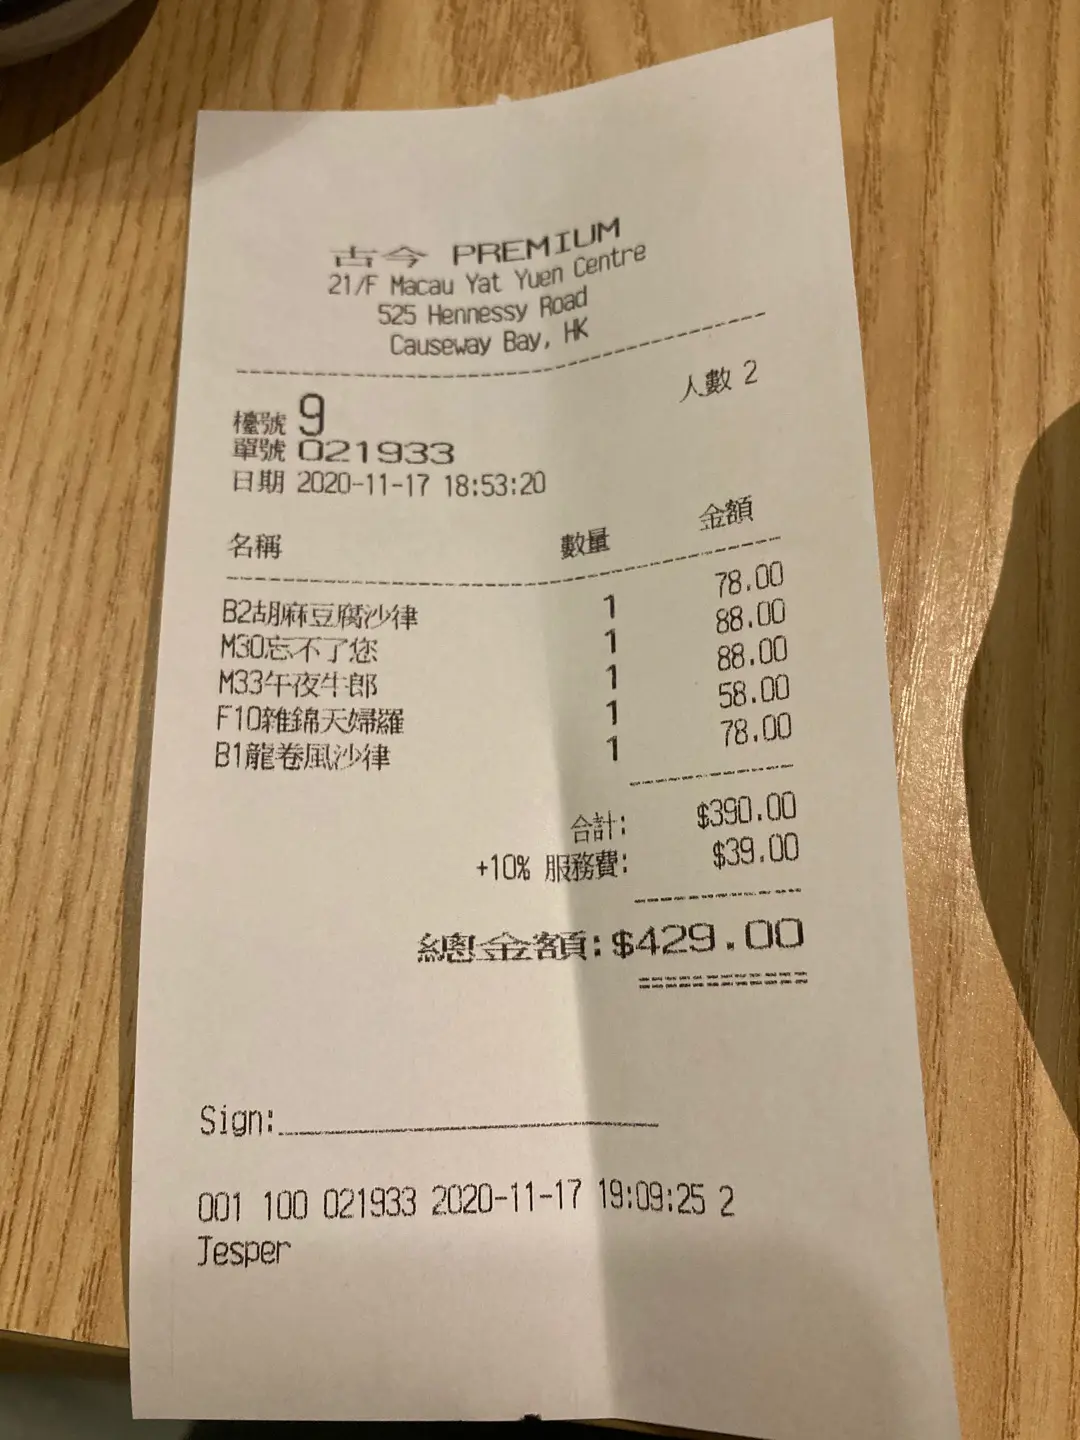 古今 PREMIUM
21/F Macau Yat Yuen Centre
525 Hennessy Road
Causeway Bay, HK
人數 2
檯號 9
單號 021933
日期 2020-11-17 18:53:20
名稱 數量 金額
B2胡麻豆腐沙律 1 78.00
M30忘不了您 1 88.00
M33午夜牛郎 1 88.00
F10雜錦天婦羅 1 58.00
B1龍卷風沙律 1 78.00
合計: $390.00
+10% 服務費: $39.00
總金額:$429.00
Sign:
001 100 021933 2020-11-17 19:09:25 2
Jesper